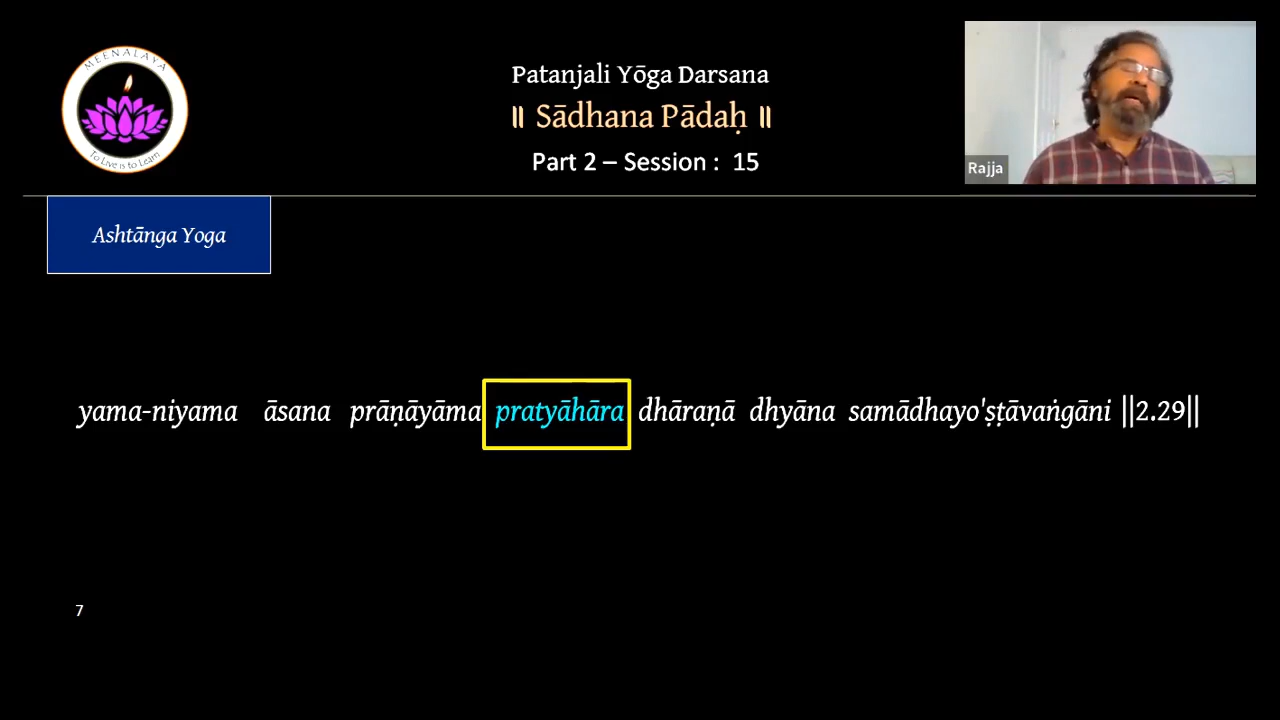 MEENALAYA
To Live is to Learn
Patanjali Yōga Darsana
॥ Sādhana Pādaḥ ॥
Part 2 – Session : 15
Rajja
Ashtānga Yoga
yama-niyama āsana prāṇāyāma pratyāhāra dhāraṇā dhyāna samādhayo'ṣṭāvaṅgāni ||2.29||
7